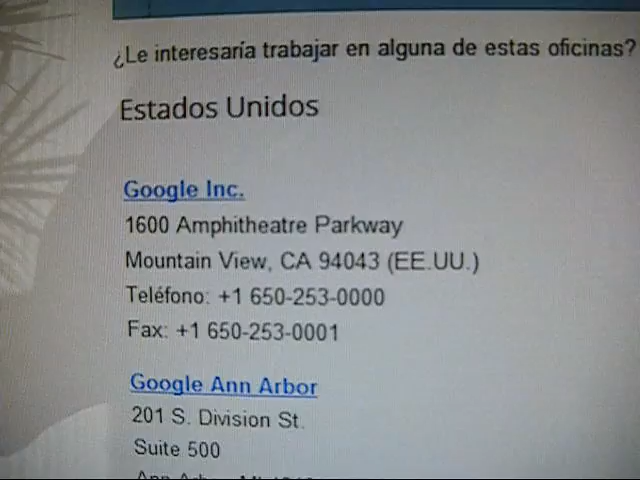 ¿Le interesaría trabajar en alguna de estas oficinas?
Estados Unidos
Google Inc.
1600 Amphitheatre Parkway
Mountain View, CA 94043 (EE.UU.)
Teléfono: +1 650-253-0000
Fax: +1 650-253-0001
Google Ann Arbor
201 S. Division St.
Suite 500